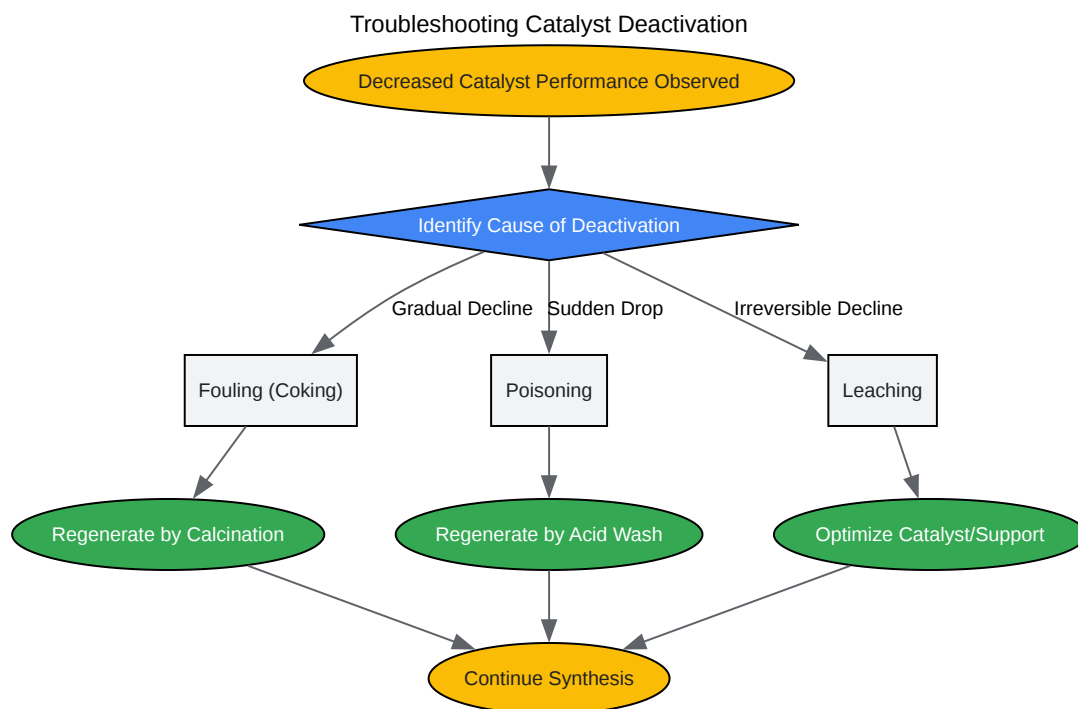 Troubleshooting Catalyst Deactivation
Decreased Catalyst Performance Observed
Identify Cause of Deactivation
Gradual Decline
Sudden Drop
Irreversible Decline
Fouling (Coking)
Poisoning
Leaching
Regenerate by Calcination
Regenerate by Acid Wash
Optimize Catalyst/Support
Continue Synthesis